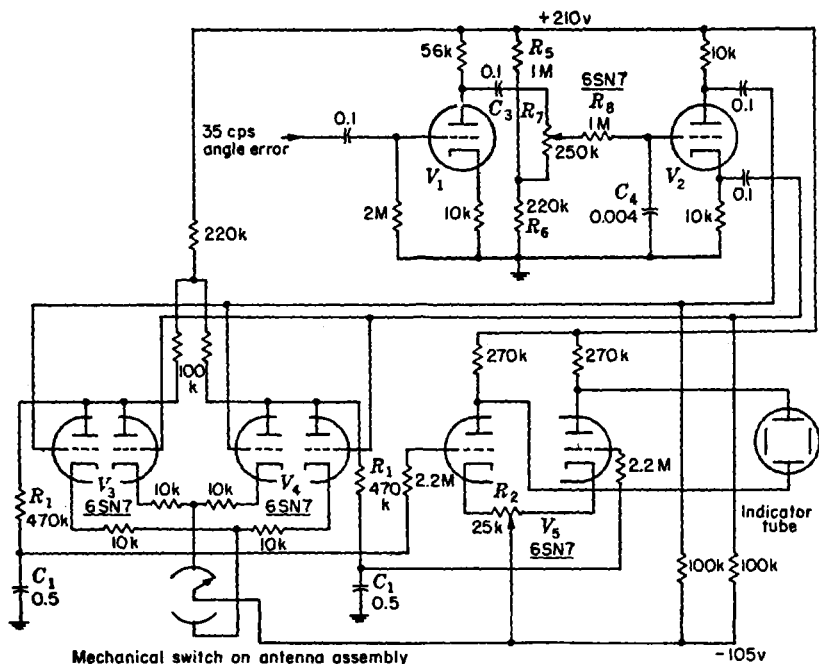 +210v
56k
R5
1M
10k
0.1
C3
R7
6SN7
R8
1M
0.1
35 cps
angle error
0.1
V1
250k
V2
0.1
C4
0.004
2M
10k
220k
R6
10k
220k
100
k
270k
270k
V3
6SN7
V4
6SN7
R1
470k
10k
10k
10k
10k
R1
470
k
2.2M
R2
25k
V5
6SN7
2.2M
Indicator
tube
C1
0.5
C1
0.5
100k
100k
Mechanical switch on antenna assembly
-105v